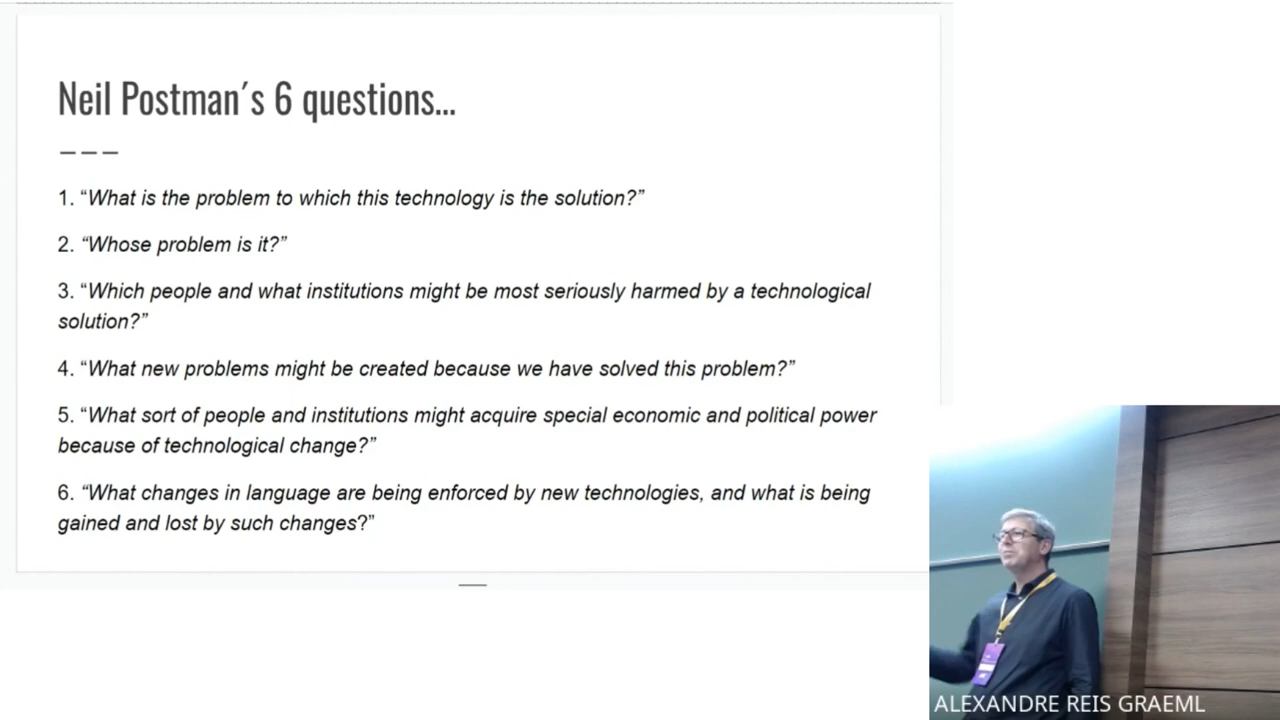 Neil Postman´s 6 questions...
1. “What is the problem to which this technology is the solution?”
2. “Whose problem is it?”
3. “Which people and what institutions might be most seriously harmed by a technological
solution?”
4. “What new problems might be created because we have solved this problem?”
5. “What sort of people and institutions might acquire special economic and political power
because of technological change?”
6. “What changes in language are being enforced by new technologies, and what is being
gained and lost by such changes?”
ALEXANDRE REIS GRAEML